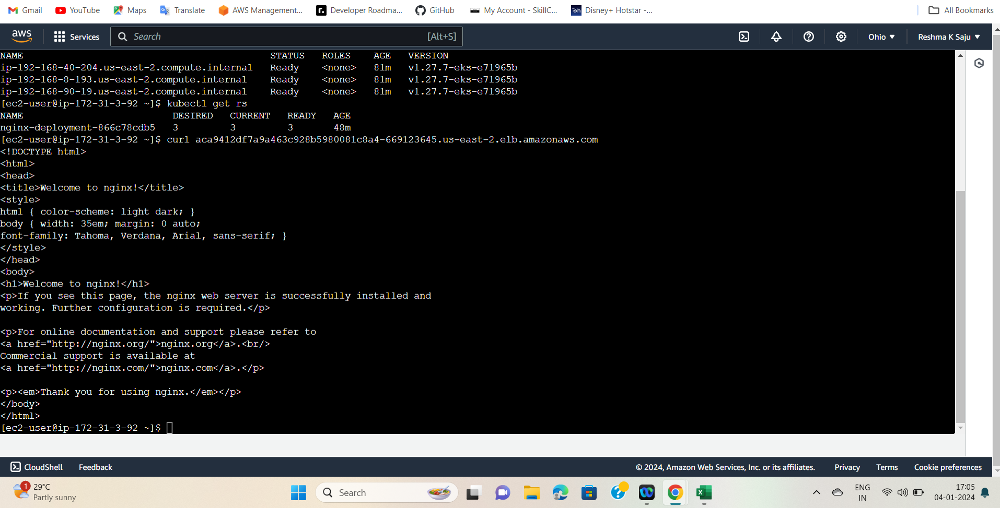 Gmail YouTube Maps Translate AWS Management... Developer Roadma... GitHub My Account - SkillC... Disney+ Hotstar -... All Bookmarks
aws Services Search [Alt+S] Ohio ▼ Reshma K Saju ▼
NAME STATUS ROLES AGE VERSION
ip-192-168-40-204.us-east-2.compute.internal Ready <none> 81m v1.27.7-eks-e71965b
ip-192-168-8-193.us-east-2.compute.internal Ready <none> 81m v1.27.7-eks-e71965b
ip-192-168-90-19.us-east-2.compute.internal Ready <none> 81m v1.27.7-eks-e71965b
[ec2-user@ip-172-31-3-92 ~]$ kubectl get rs
NAME DESIRED CURRENT READY AGE
nginx-deployment-866c78cdb5 3 3 3 48m
[ec2-user@ip-172-31-3-92 ~]$ curl aca9412df7a9a463c928b5980081c8a4-669123645.us-east-2.elb.amazonaws.com
<!DOCTYPE html>
<html>
<head>
<title>Welcome to nginx!</title>
<style>
html { color-scheme: light dark; }
body { width: 35em; margin: 0 auto;
font-family: Tahoma, Verdana, Arial, sans-serif; }
</style>
</head>
<body>
<h1>Welcome to nginx!</h1>
<p>If you see this page, the nginx web server is successfully installed and
working. Further configuration is required.</p>
<p>For online documentation and support please refer to
<a href="http://nginx.org/">nginx.org</a>.<br/>
Commercial support is available at
<a href="http://nginx.com/">nginx.com</a>.</p>
<p><em>Thank you for using nginx.</em></p>
</body>
</html>
[ec2-user@ip-172-31-3-92 ~]$
CloudShell Feedback © 2024, Amazon Web Services, Inc. or its affiliates. Privacy Terms Cookie preferences
1 29°C
Partly sunny
Search
ENG
IN
17:05
04-01-2024